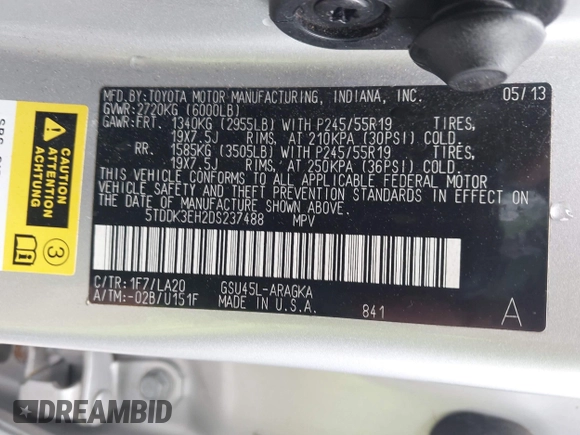 MFD.BY:TOYOTA MOTOR MANUFACTURING, INDIANA, INC. 05/13
GVWR:2720KG (6000LB)
GAWR:FRT. 1340KG (2955LB) WITH P245/55R19 TIRES,
19X7.5J RIMS, AT 210KPA (30PSI) COLD.
RR. 1585KG (3505LB) WITH P245/55R19 TIRES,
19X7.5J RIMS, AT 250KPA (36PSI) COLD.
THIS VEHICLE CONFORMS TO ALL APPLICABLE FEDERAL MOTOR
VEHICLE SAFETY AND THEFT PREVENTION STANDARDS IN EFFECT ON
THE DATE OF MANUFACTURE SHOWN ABOVE.
5TDDK3EH2DS237488 MPV
C/TR:1F7/LA20 GSU45L-ARAGKA
A/TM:-02B/U151F MADE IN U.S.A. 841 A
3
DREAMBID